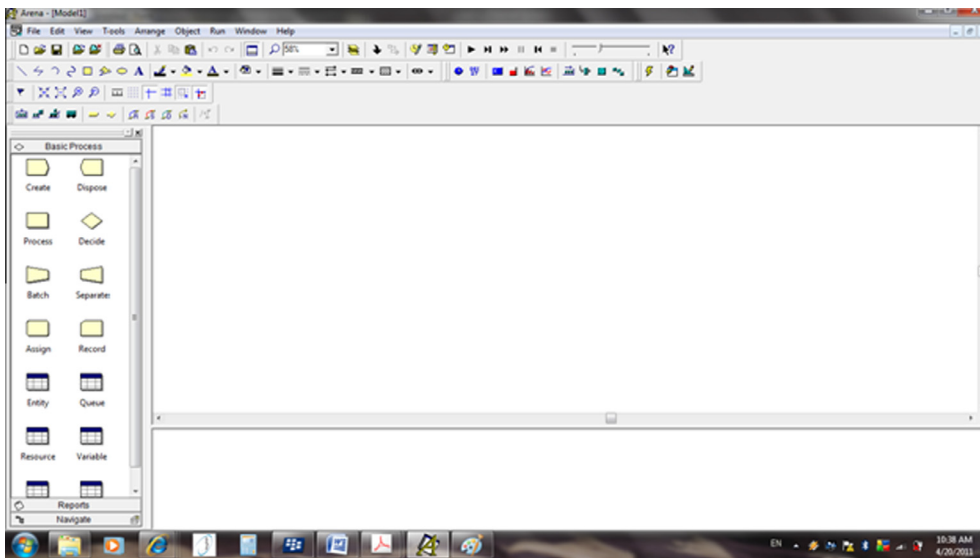 Arena - [Model1]
File Edit View Tools Arrange Object Run Window Help
58%
A
Basic Process
Create Dispose
Process Decide
Batch Separate
Assign Record
Entity Queue
Resource Variable
Reports
Navigate
EN
10:38 AM
4/20/2011